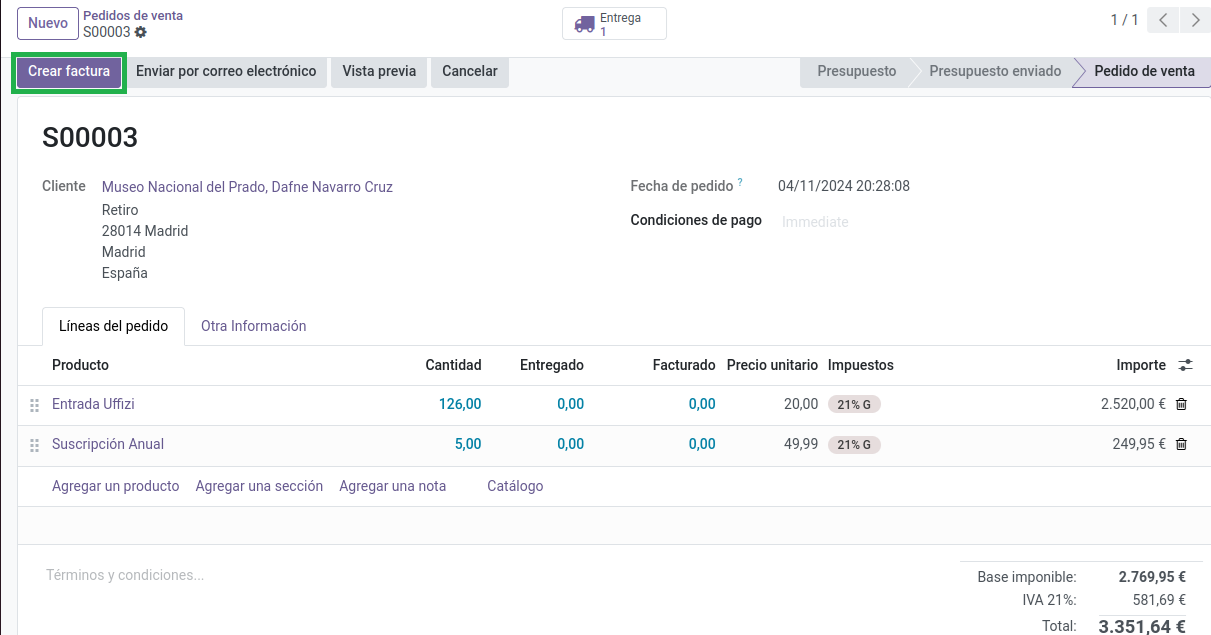 Nuevo
Pedidos de venta
S00003
Entrega
1
1 / 1
Crear factura
Enviar por correo electrónico
Vista previa
Cancelar
Presupuesto
Presupuesto enviado
Pedido de venta
S00003
Cliente
Museo Nacional del Prado, Dafne Navarro Cruz
Retiro
28014 Madrid
Madrid
España
Fecha de pedido ? 04/11/2024 20:28:08
Condiciones de pago Immediate
Líneas del pedido
Otra Información
Producto Cantidad Entregado Facturado Precio unitario Impuestos Importe
Entrada Uffizi 126,00 0,00 0,00 20,00 21% G 2.520,00 €
Suscripción Anual 5,00 0,00 0,00 49,99 21% G 249,95 €
Agregar un producto Agregar una sección Agregar una nota Catálogo
Términos y condiciones...
Base imponible: 2.769,95 €
IVA 21%: 581,69 €
Total: 3.351,64 €